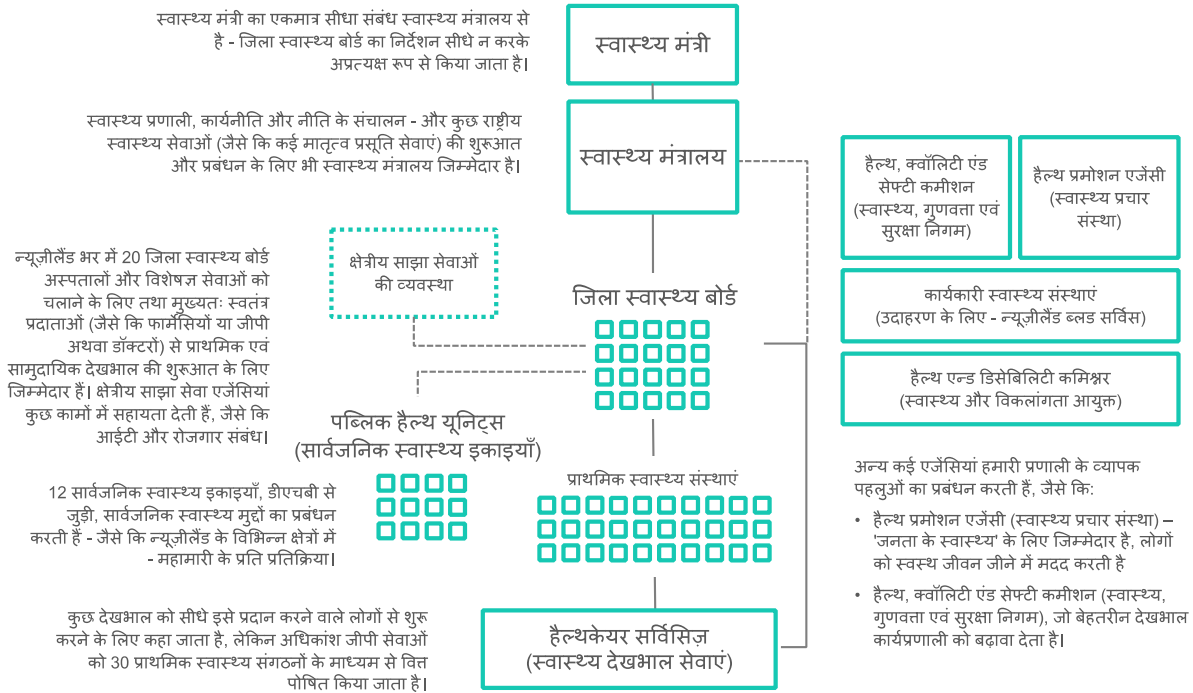 स्वास्थ्य मंत्री का एकमात्र सीधा संबंध स्वास्थ्य मंत्रालय से
है - जिला स्वास्थ्य बोर्ड का निर्देशन सीधे न करके
अप्रत्यक्ष रूप से किया जाता है।
स्वास्थ्य मंत्री
स्वास्थ्य प्रणाली, कार्यनीति और नीति के संचालन - और कुछ राष्ट्रीय
स्वास्थ्य सेवाओं (जैसे कि कई मातृत्व प्रसूति सेवाएं) की शुरूआत
और प्रबंधन के लिए भी स्वास्थ्य मंत्रालय जिम्मेदार है।
स्वास्थ्य मंत्रालय
हैल्थ, क्वॉलिटी एंड
सेफ्टी कमीशन
(स्वास्थ्य, गुणवत्ता एवं
सुरक्षा निगम)
हैल्थ प्रमोशन एजेंसी
(स्वास्थ्य प्रचार
संस्था)
न्यूज़ीलैंड भर में 20 जिला स्वास्थ्य बोर्ड
अस्पतालों और विशेषज्ञ सेवाओं को
चलाने के लिए तथा मुख्यतः स्वतंत्र
प्रदाताओं (जैसे कि फार्मेसियों या जीपी
अथवा डॉक्टरों) से प्राथमिक एवं
सामुदायिक देखभाल की शुरूआत के लिए
जिम्मेदार हैं। क्षेत्रीय साझा सेवा एजेंसियां
कुछ कामों में सहायता देती हैं, जैसे कि
आईटी और रोजगार संबंध।
क्षेत्रीय साझा सेवाओं
की व्यवस्था
जिला स्वास्थ्य बोर्ड
कार्यकारी स्वास्थ्य संस्थाएं
(उदाहरण के लिए - न्यूज़ीलैंड ब्लड सर्विस)
हैल्थ एन्ड डिसेबिलिटी कमिश्नर
(स्वास्थ्य और विकलांगता आयुक्त)
पब्लिक हैल्थ यूनिट्स
(सार्वजनिक स्वास्थ्य इकाइयाँ)
12 सार्वजनिक स्वास्थ्य इकाइयाँ, डीएचबी से
जुड़ी, सार्वजनिक स्वास्थ्य मुद्दों का प्रबंधन
करती हैं - जैसे कि न्यूज़ीलैंड के विभिन्न क्षेत्रों में
- महामारी के प्रति प्रतिक्रिया।
प्राथमिक स्वास्थ्य संस्थाएं
कुछ देखभाल को सीधे इसे प्रदान करने वाले लोगों से शुरू
करने के लिए कहा जाता है, लेकिन अधिकांश जीपी सेवाओं
को 30 प्राथमिक स्वास्थ्य संगठनों के माध्यम से वित्त
पोषित किया जाता है।
हैल्थकेयर सर्विसिज़
(स्वास्थ्य देखभाल सेवाएं)
अन्य कई एजेंसियां हमारी प्रणाली के व्यापक
पहलुओं का प्रबंधन करती हैं, जैसे कि:
• हैल्थ प्रमोशन एजेंसी (स्वास्थ्य प्रचार संस्था) –
'जनता के स्वास्थ्य' के लिए जिम्मेदार है, लोगों
को स्वस्थ जीवन जीने में मदद करती है
• हैल्थ, क्वॉलिटी एंड सेफ्टी कमीशन (स्वास्थ्य,
गुणवत्ता एवं सुरक्षा निगम), जो बेहतरीन देखभाल
कार्यप्रणाली को बढ़ावा देता है।